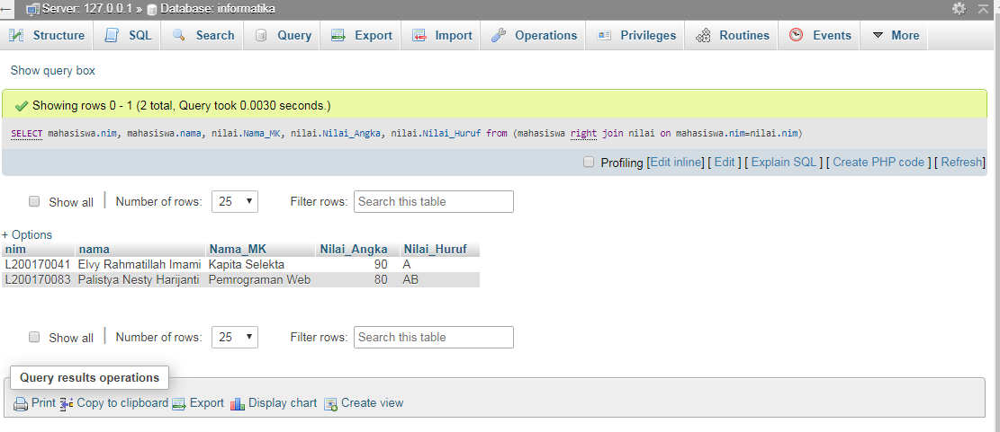 Server: 127.0.0.1 » Database: informatika
Structure SQL Search Query Export Import Operations Privileges Routines Events More
Show query box
Showing rows 0 - 1 (2 total, Query took 0.0030 seconds.)
SELECT mahasiswa.nim, mahasiswa.nama, nilai.Nama_MK, nilai.Nilai_Angka, nilai.Nilai_Huruf from (mahasiswa right join nilai on mahasiswa.nim=nilai.nim)
Profiling [Edit inline] [ Edit ] [ Explain SQL ] [ Create PHP code ] [ Refresh]
Show all Number of rows: 25 Filter rows: Search this table
+ Options
nim nama Nama_MK Nilai_Angka Nilai_Huruf
L200170041 Elvy Rahmatillah Imami Kapita Selekta 90 A
L200170083 Palistya Nesty Harijanti Pemrograman Web 80 AB
Show all Number of rows: 25 Filter rows: Search this table
Query results operations
Print Copy to clipboard Export Display chart Create view